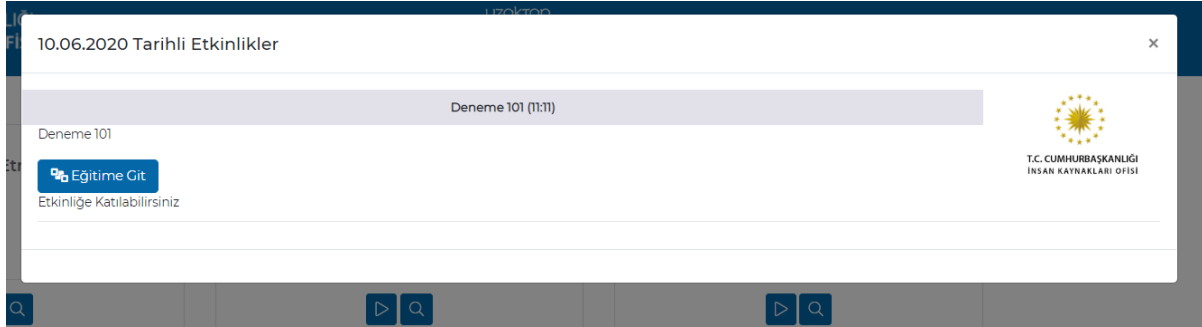 10.06.2020 Tarihli Etkinlikler
×
Deneme 101 (11:11)
Deneme 101
Eğitime Git
Etkinliğe Katılabilirsiniz
T.C. CUMHURBAŞKANLIĞI
İNSAN KAYNAKLARI OFİSİ